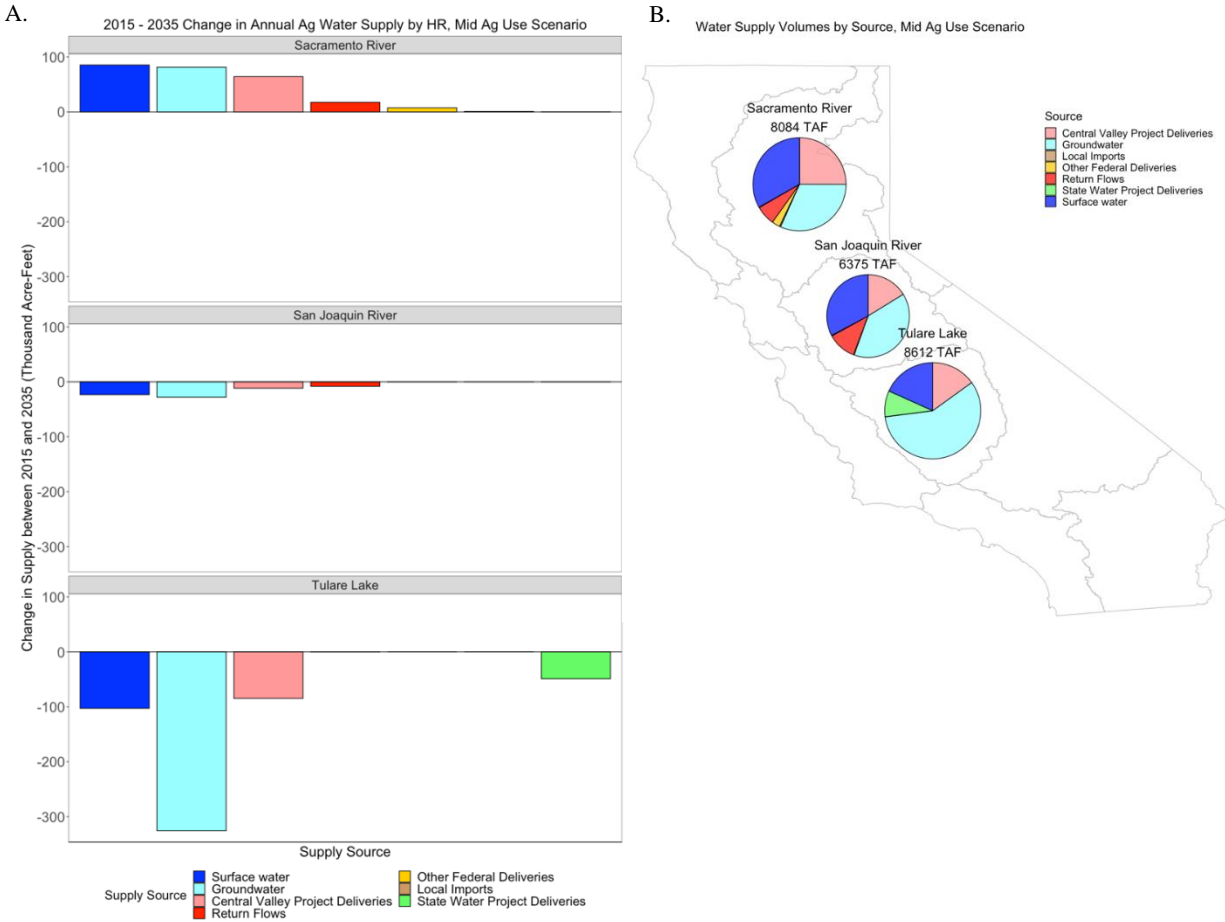 A.
2015 - 2035 Change in Annual Ag Water Supply by HR, Mid Ag Use Scenario
Change in Supply between 2015 and 2035 (Thousand Acre-Feet)
Sacramento River
100
0
-100
-200
-300
San Joaquin River
100
0
-100
-200
-300
Tulare Lake
100
0
-100
-200
-300
Supply Source
Supply Source
Surface water
Groundwater
Central Valley Project Deliveries
Return Flows
Other Federal Deliveries
Local Imports
State Water Project Deliveries
B.
Water Supply Volumes by Source, Mid Ag Use Scenario
Sacramento River
8084 TAF
San Joaquin River
6375 TAF
Tulare Lake
8612 TAF
Source
Central Valley Project Deliveries
Groundwater
Local Imports
Other Federal Deliveries
Return Flows
State Water Project Deliveries
Surface water